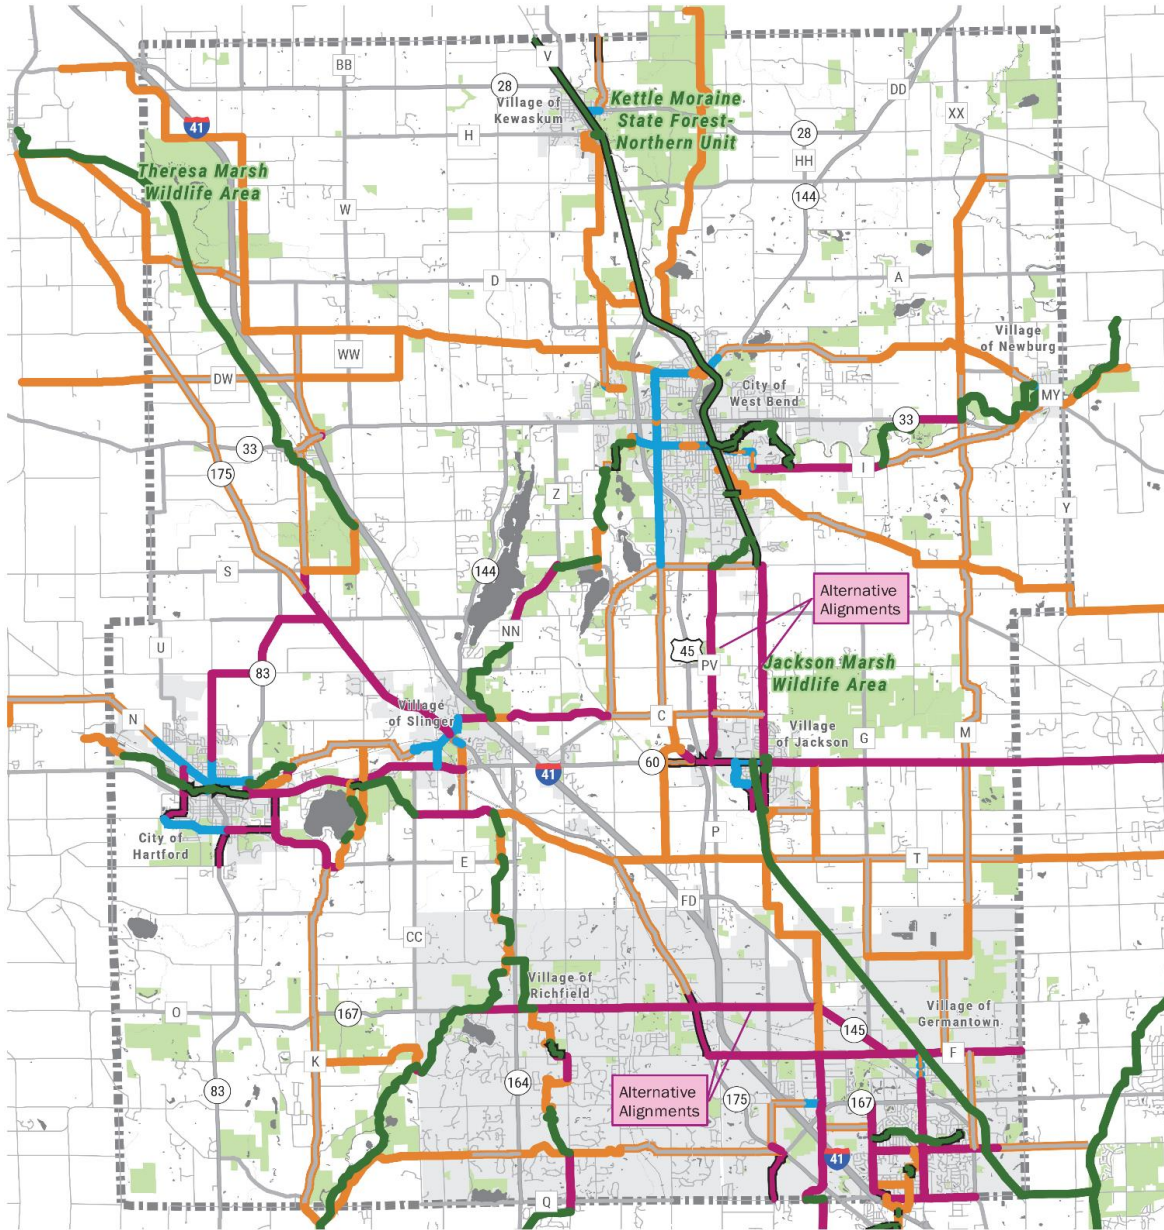 V
BB
28
Village of
Kewaskum
Kettle Moraine
State Forest-
Northern Unit
DD
XX
41
H
28
HH
144
Theresa Marsh
Wildlife Area
W
D
A
Village
of Newburg
WW
DW
City of
West Bend
MY
33
33
175
I
Z
Y
S
144
Alternative
Alignments
NN
U
45
PV
Jackson Marsh
Wildlife Area
83
Village
of Slinger
N
C
Village
of Jackson
G
M
60
41
City of
Hartford
P
E
T
FD
CC
Village of
Richfield
O
167
Village of
Germantown
145
F
K
83
164
Alternative
Alignments
175
167
41
Q